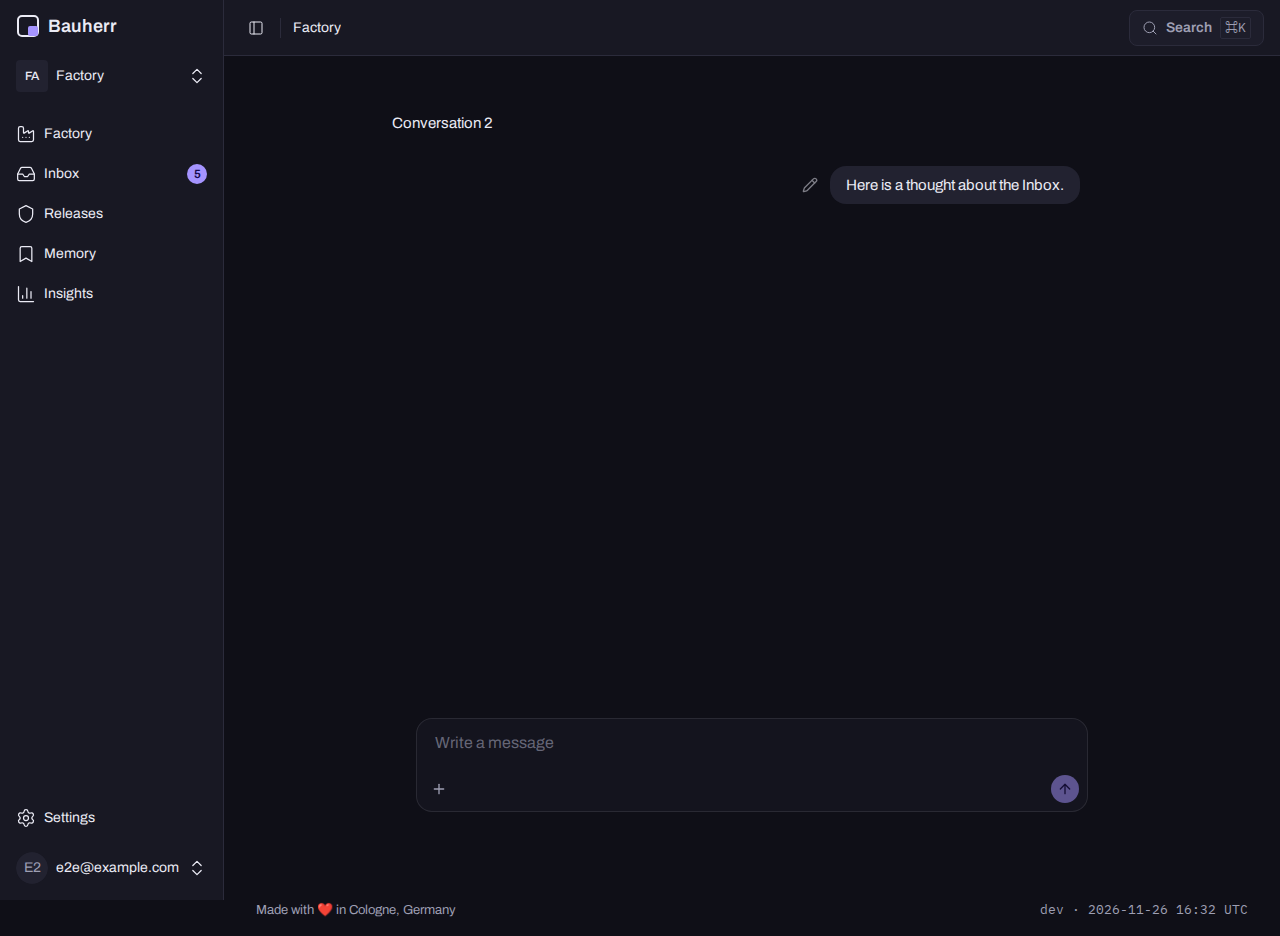 Bauherr
FA Factory
Factory
Inbox 5
Releases
Memory
Insights
Settings
E2 e2e@example.com
Factory
Search ⌘K
Conversation 2
Here is a thought about the Inbox.
Write a message
Made with ❤️ in Cologne, Germany
dev · 2026-11-26 16:32 UTC